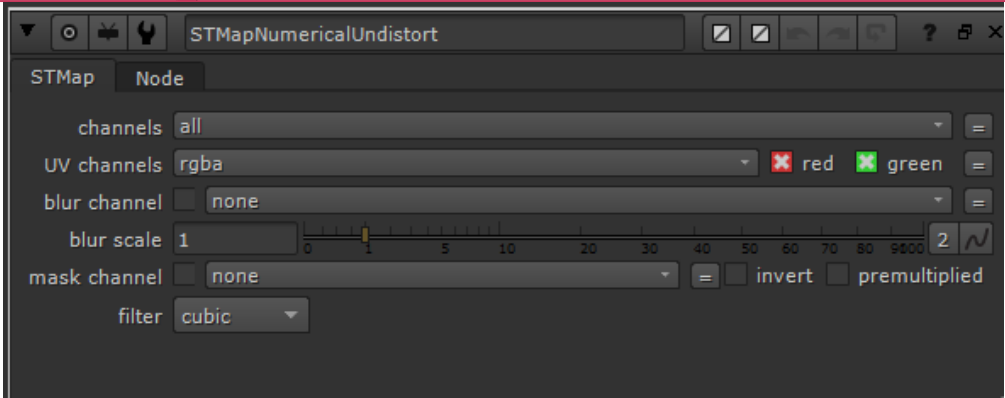 STMapNumericalUndistort ?
STMap Node
channels all =
UV channels rgba red green =
blur channel none =
blur scale 1 0 1 5 10 20 30 40 50 60 70 80 2
mask channel none = invert premultiplied
filter cubic